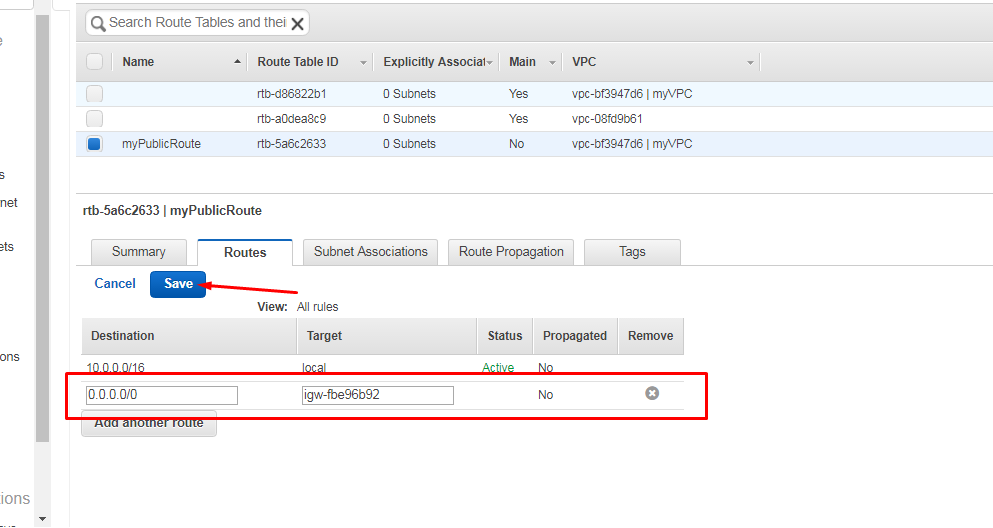 Search Route Tables and thei
Name Route Table ID Explicitly Associat Main VPC
rtb-d86822b1 0 Subnets Yes vpc-bf3947d6 | myVPC
rtb-a0dea8c9 0 Subnets Yes vpc-08fd9b61
myPublicRoute rtb-5a6c2633 0 Subnets No vpc-bf3947d6 | myVPC
s
net
ets
ons
tions
rtb-5a6c2633 | myPublicRoute
Summary Routes Subnet Associations Route Propagation Tags
Cancel Save
View: All rules
Destination Target Status Propagated Remove
10.0.0.0/16 local Active No
0.0.0.0/0 igw-fbe96b92 No
Add another route